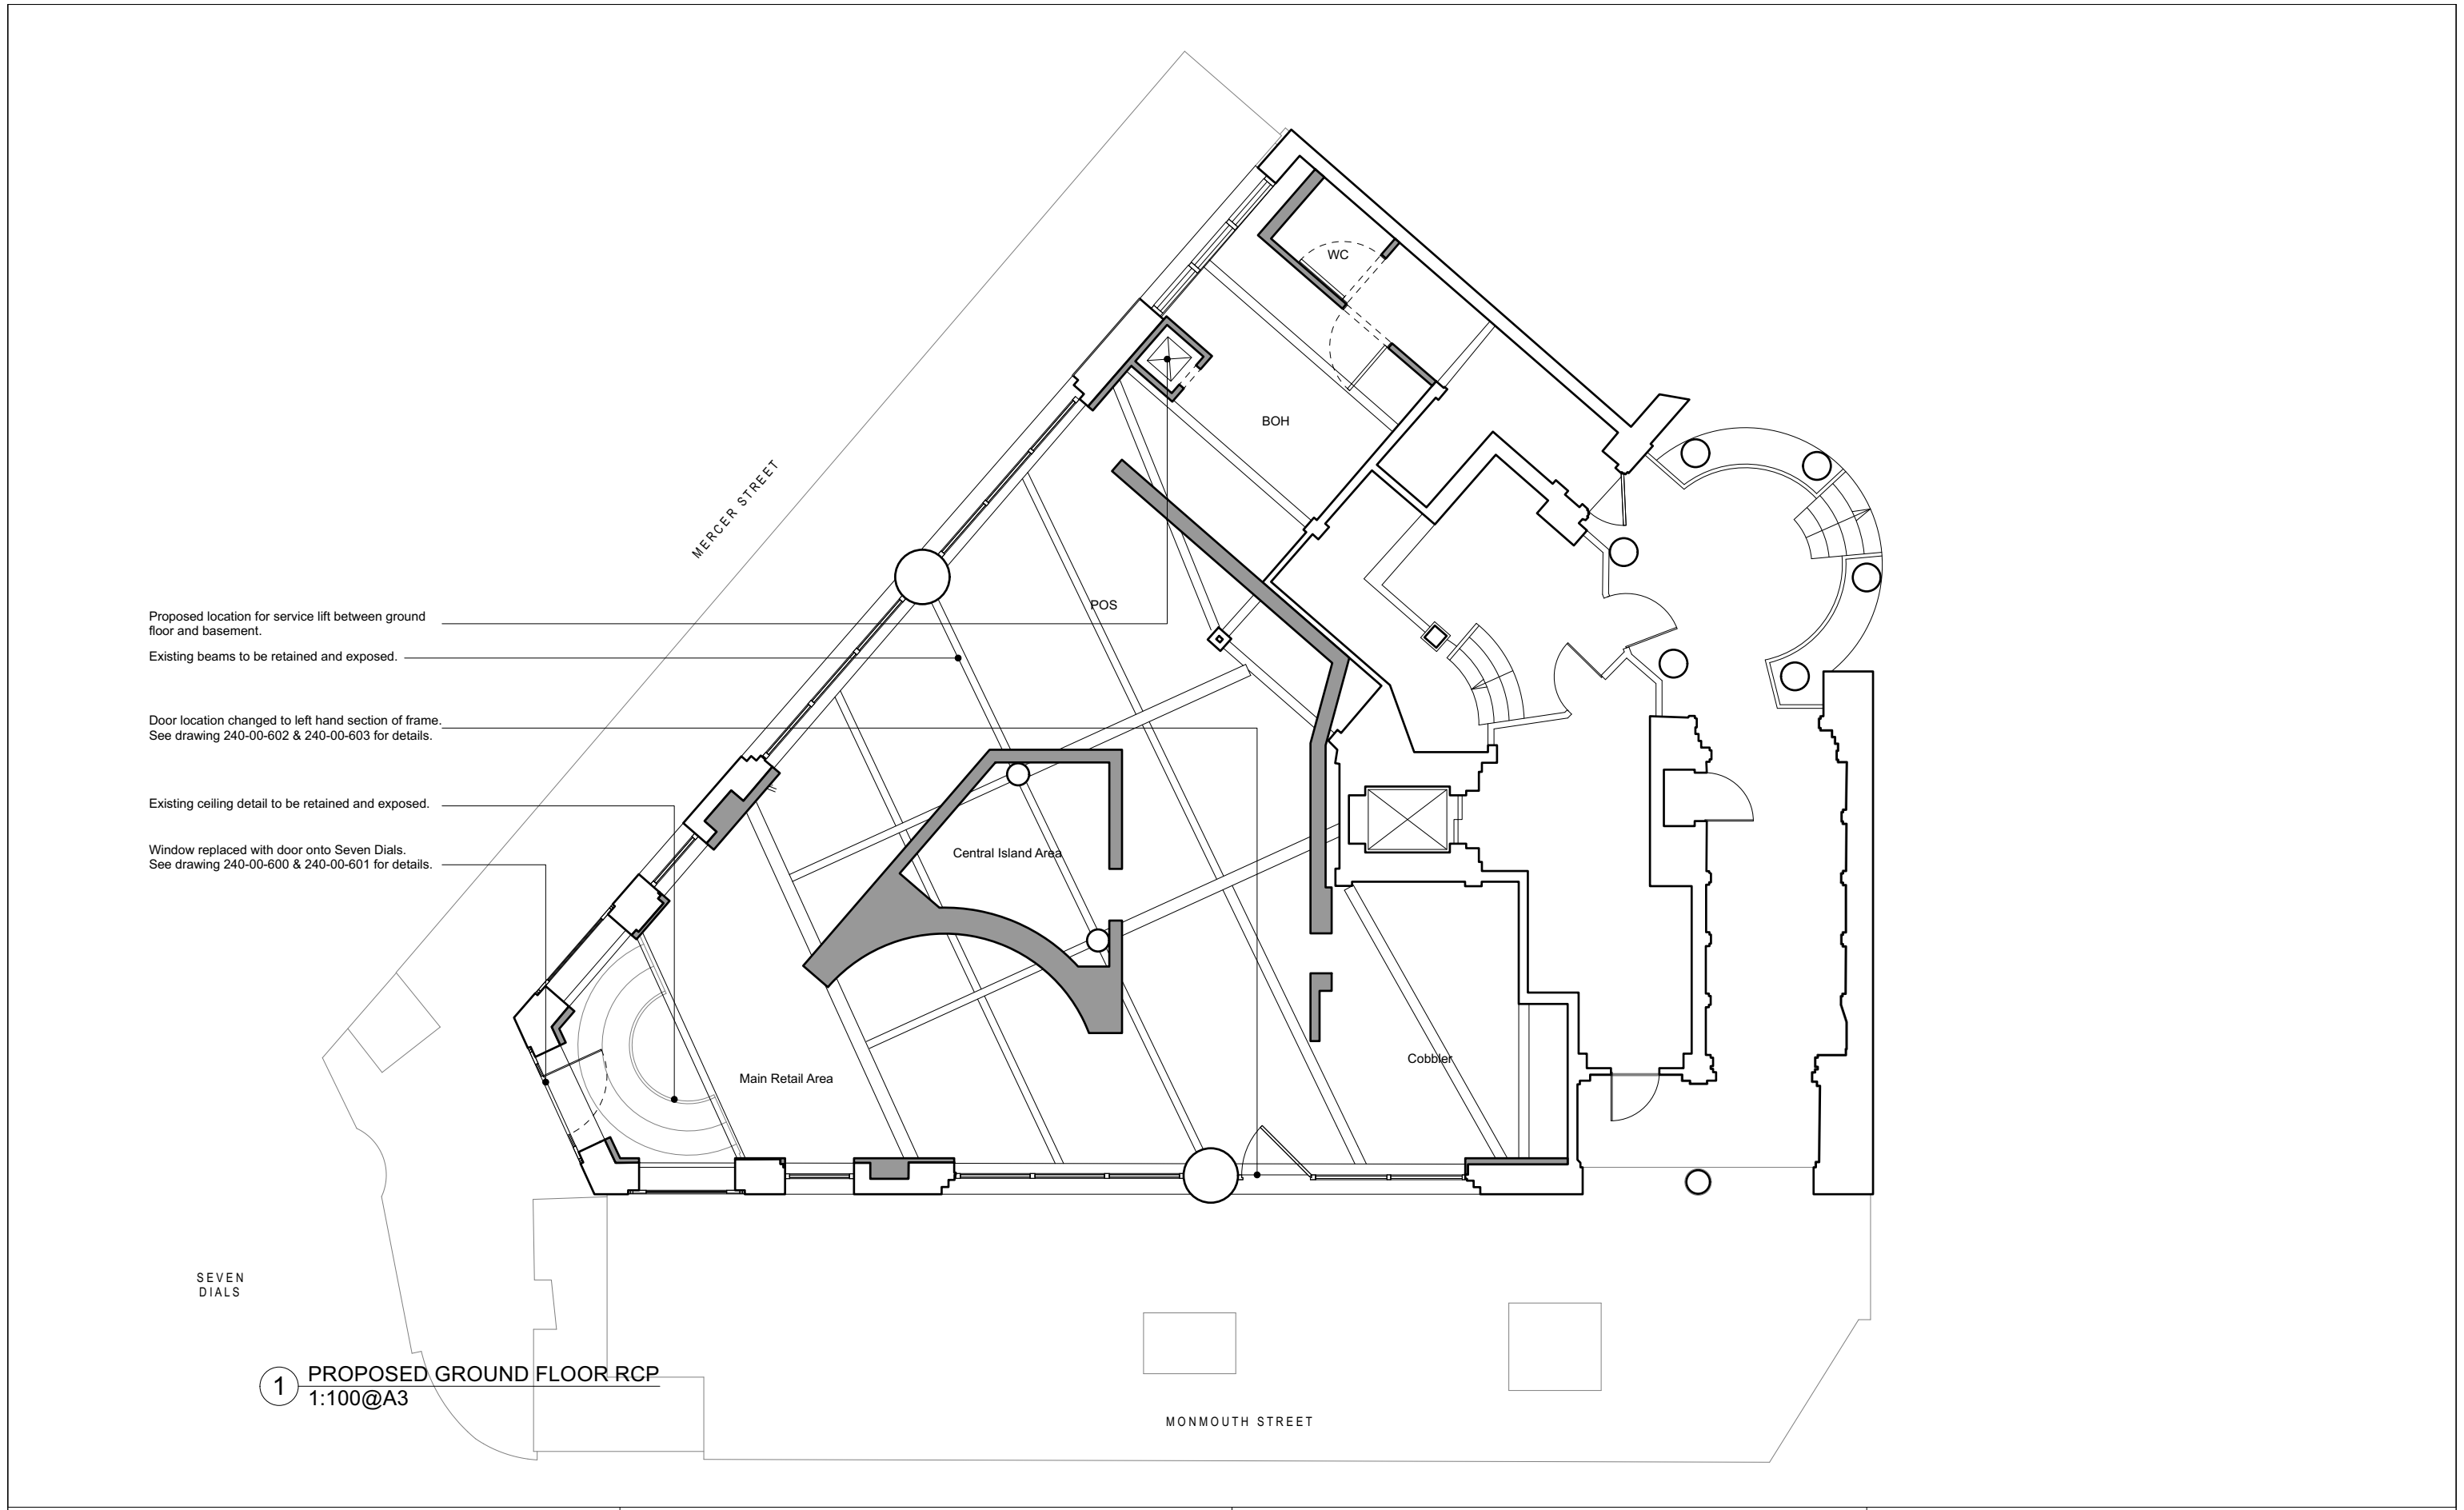 WC
BOH
MERCER STREET
POS
Proposed location for service lift between ground
floor and basement.
Existing beams to be retained and exposed.
Door location changed to left hand section of frame.
See drawing 240-00-602 & 240-00-603 for details.
Existing ceiling detail to be retained and exposed.
Window replaced with door onto Seven Dials.
See drawing 240-00-600 & 240-00-601 for details.
Central Island Area
Cobbler
Main Retail Area
SEVEN
DIALS
1
PROPOSED GROUND FLOOR RCP
1:100@A3
MONMOUTH STREET